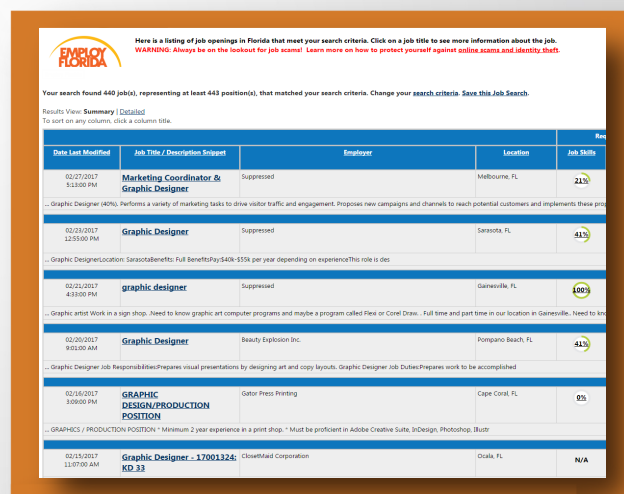 EMPLOY
FLORIDA
Here is a listing of job openings in Florida that meet your search criteria. Click on a job title to see more information about the job.
WARNING: Always be on the lookout for job scams! Learn more on how to protect yourself against online scams and identity theft.
Your search found 440 job(s), representing at least 443 position(s), that matched your search criteria. Change your search criteria. Save this Job Search.
Results View: Summary | Detailed
To sort on any column, click a column title.
Req
Date Last Modified Job Title / Description Snippet Employer Location Job Skills
02/27/2017 Marketing Coordinator & Suppressed Melbourne, FL 21%
5:13:00 PM Graphic Designer
... Graphic Designer (40%). Performs a variety of marketing tasks to drive visitor traffic and engagement. Proposes new campaigns and channels to reach potential customers and implements these prop
02/23/2017 Graphic Designer Suppressed Sarasota, FL 41%
12:55:00 PM
... Graphic DesignerLocation: SarasotaBenefits: Full BenefitsPay:$40k-$55k per year depending on experienceThis role is des
02/21/2017 graphic designer Suppressed Gainesville, FL 100%
4:33:00 PM
... Graphic artist Work in a sign shop. .Need to know graphic art computer programs and maybe a program called Flexi or Corel Draw. . Full time and part time in our location in Gainesville.. Need to kno
02/20/2017 Graphic Designer Beauty Explosion Inc. Pompano Beach, FL 41%
9:01:00 AM
... Graphic Designer Job Responsibilities:Prepares visual presentations by designing art and copy layouts. Graphic Designer Job Duties:Prepares work to be accomplished
02/16/2017 GRAPHIC Gator Press Printing Cape Coral, FL 0%
3:09:00 PM DESIGN/PRODUCTION
POSITION
... GRAPHICS / PRODUCTION POSITION * Minimum 2 year experience in a print shop. * Must be proficient in Adobe Creative Suite, InDesign, Photoshop, Illustr
02/15/2017 Graphic Designer - 17001324: ClosetMaid Corporation Ocala, FL N/A
11:07:00 AM KD 33